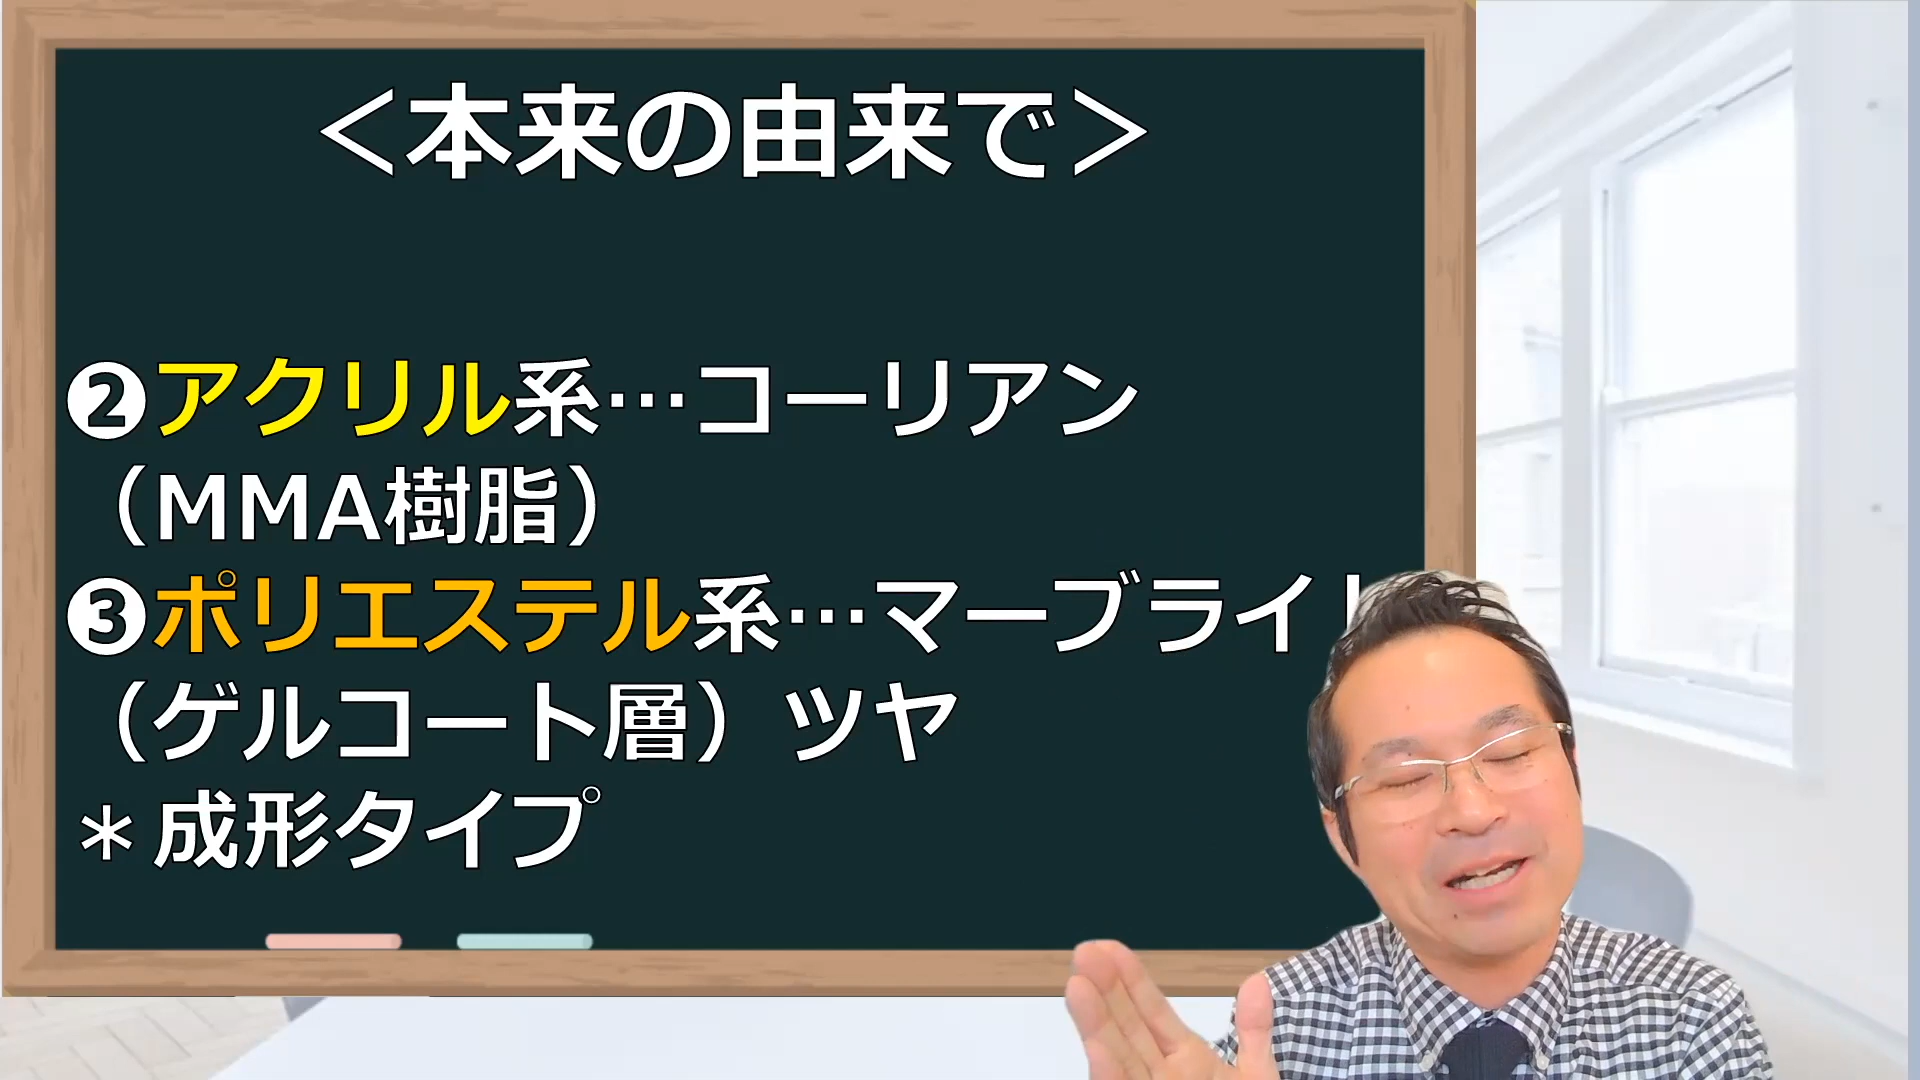 ＜本来の由来で＞
❷アクリル系…コーリアン
（MMA樹脂）
❸ポリエステル系…マーブライ
（ゲルコート層）ツヤ
＊成形タイプ